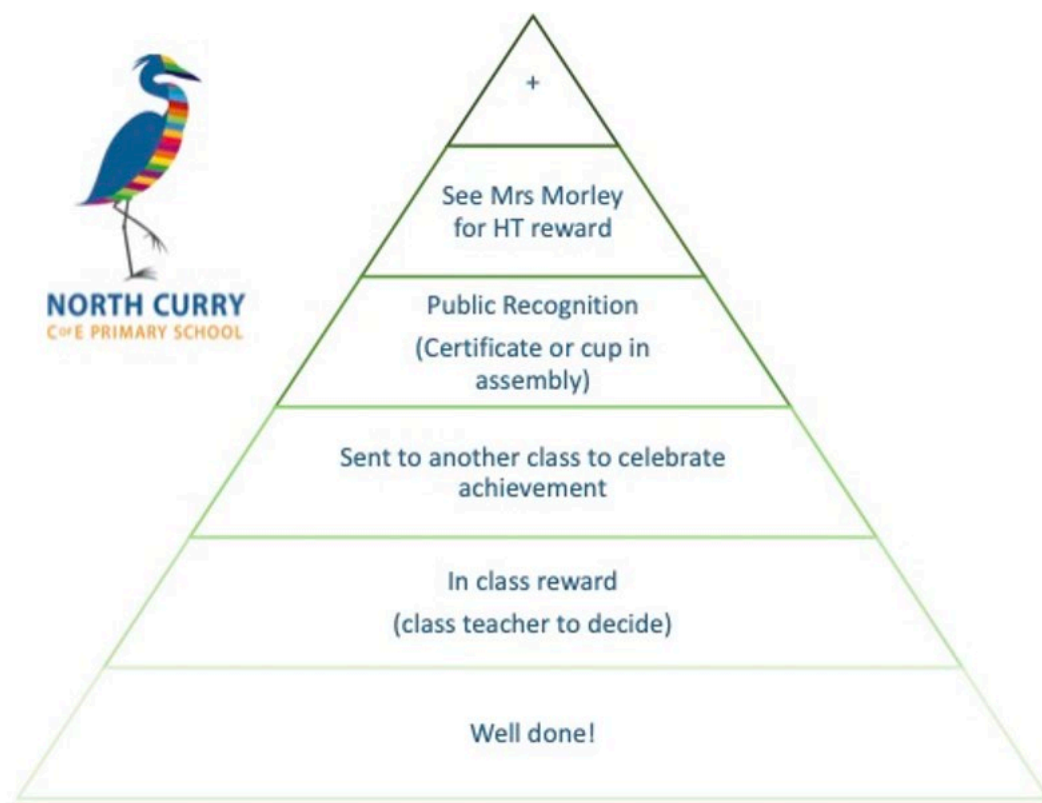 +
See Mrs Morley
for HT reward
NORTH CURRY
C of E PRIMARY SCHOOL
Public Recognition
(Certificate or cup in
assembly)
Sent to another class to celebrate
achievement
In class reward
(class teacher to decide)
Well done!